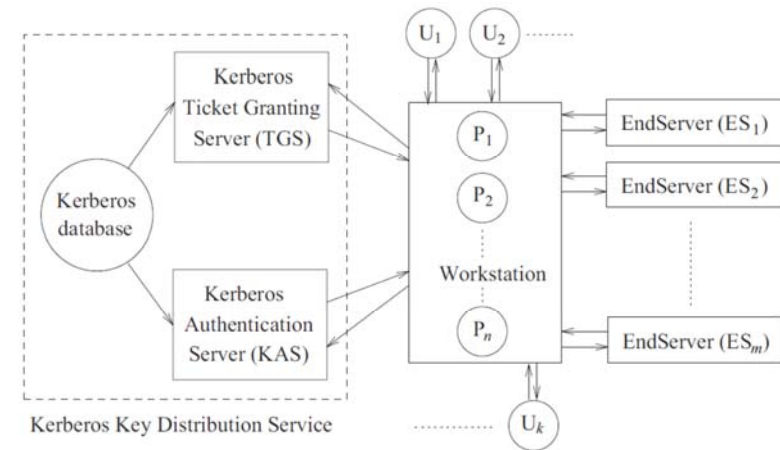 U1
U2
Kerberos
Ticket Granting
Server (TGS)
P1
EndServer (ES1)
P2
EndServer (ES2)
Kerberos
database
Workstation
Kerberos
Authentication
Server (KAS)
Pn
EndServer (ESm)
Kerberos Key Distribution Service
Uk